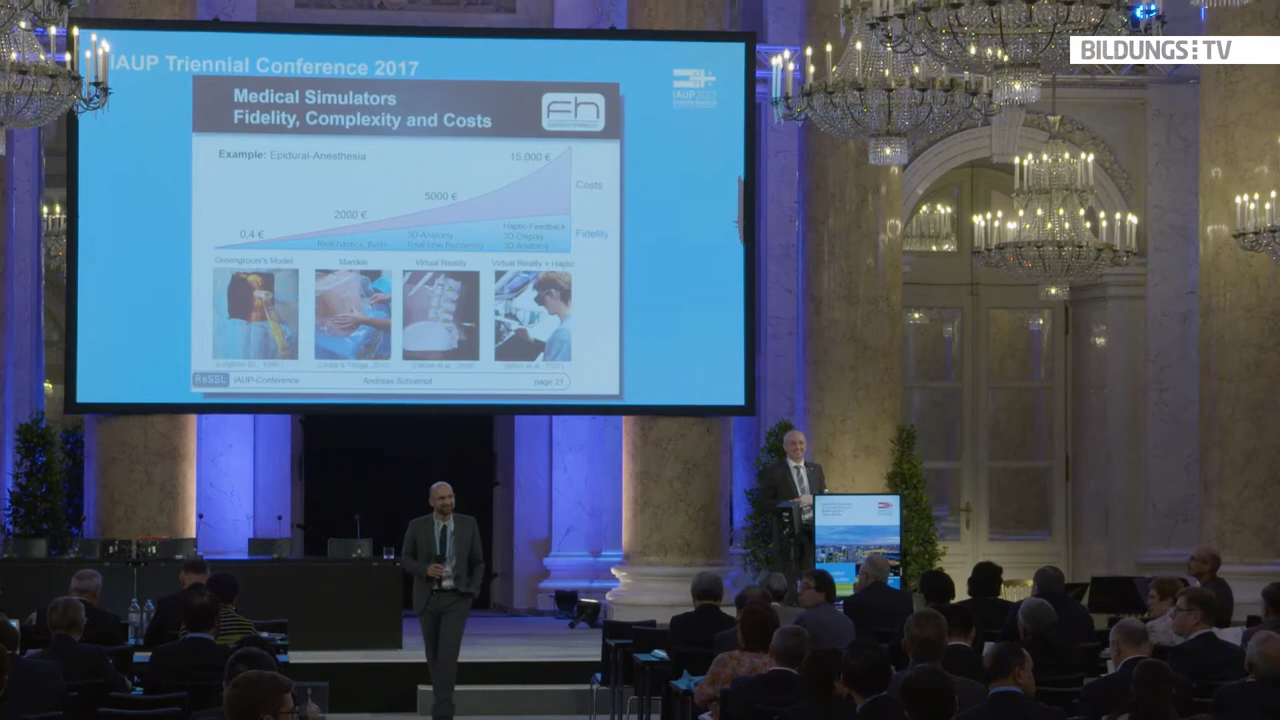 BILDUNGS:TV
IAUP Triennial Conference 2017
Medical Simulators
Fidelity, Complexity and Costs
fh
Example: Epidural-Anesthesia
15.000 €
5000 €
2000 €
0,4 €
Costs
Fidelity
Haptic-Feedback
3D-Anatomy
3D-Display
Real-time Rendering
3D-Anatomy
Greengrocer's Model
Manikin
Virtual Reality
Virtual Reality + Haptic
ReSSL
IAUP-Conference
Andreas Schrempf
page 21